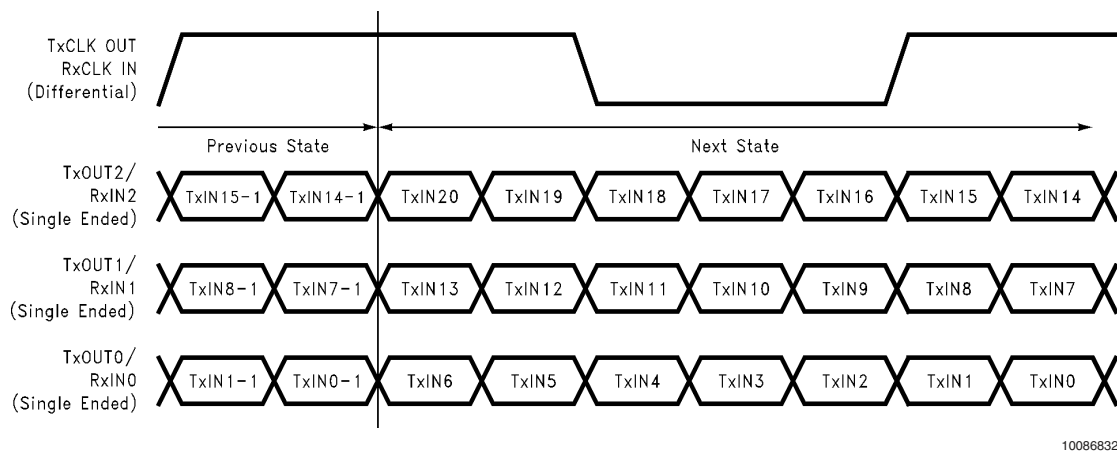 TxCLK OUT
RxCLK IN
(Differential)
Previous State
Next State
TxOUT2/
RxIN2
(Single Ended)
TxIN15-1 TxIN14-1 TxIN20 TxIN19 TxIN18 TxIN17 TxIN16 TxIN15 TxIN14
TxOUT1/
RxIN1
(Single Ended)
TxIN8-1 TxIN7-1 TxIN13 TxIN12 TxIN11 TxIN10 TxIN9 TxIN8 TxIN7
TxOUT0/
RxIN0
(Single Ended)
TxIN1-1 TxIN0-1 TxIN6 TxIN5 TxIN4 TxIN3 TxIN2 TxIN1 TxIN0
10086832